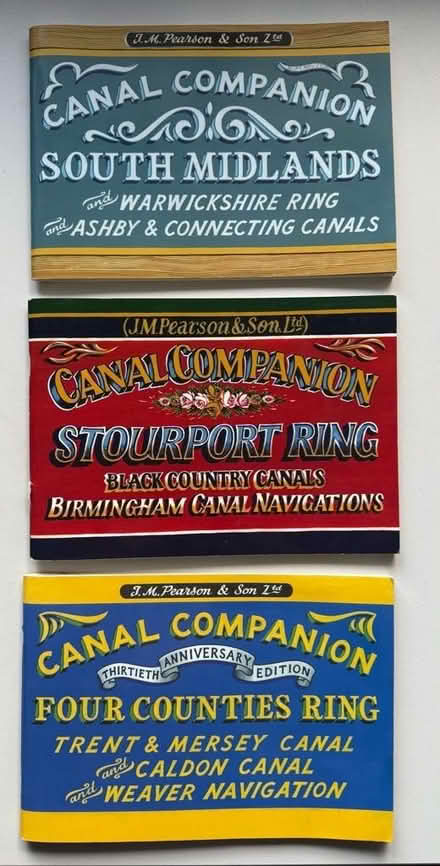 J.M. Pearson & Son Ltd
CANAL COMPANION
SOUTH MIDLANDS
and WARWICKSHIRE RING
and ASHBY & CONNECTING CANALS
(J.M Pearson & Son, Ltd)
CANAL COMPANION
STOURPORT RING
BLACK COUNTRY CANALS
BIRMINGHAM CANAL NAVIGATIONS
J.M. Pearson & Son Ltd
CANAL COMPANION
THIRTIETH ANNIVERSARY EDITION
FOUR COUNTIES RING
TRENT & MERSEY CANAL
and CALDON CANAL
and WEAVER NAVIGATION